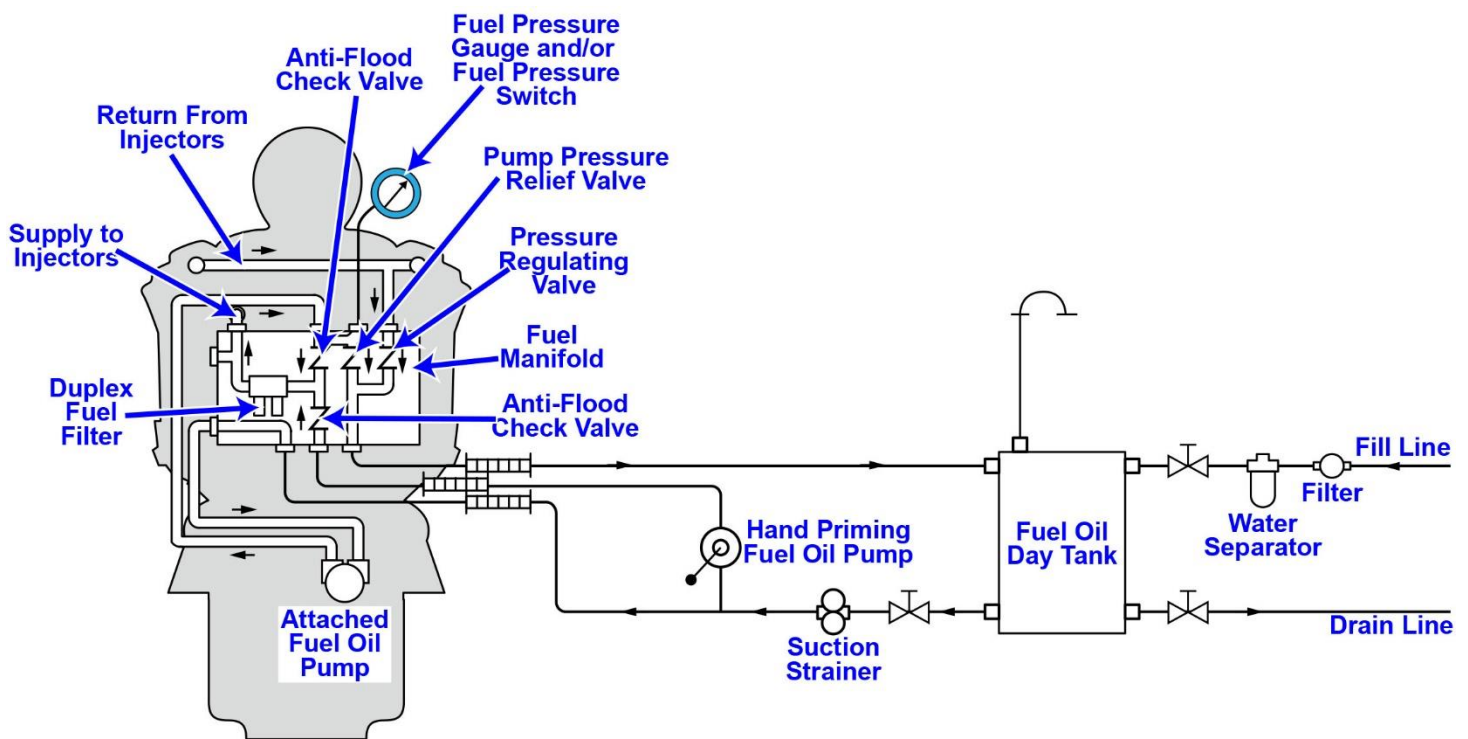 Fuel Pressure
Gauge and/or
Fuel Pressure
Switch
Anti-Flood
Check Valve
Return From
Injectors
Pump Pressure
Relief Valve
Supply to
Injectors
Pressure
Regulating
Valve
Fuel
Manifold
Duplex
Fuel
Filter
Anti-Flood
Check Valve
Fill Line
Filter
Water
Separator
Hand Priming
Fuel Oil Pump
Fuel Oil
Day Tank
Attached
Fuel Oil
Pump
Suction
Strainer
Drain Line